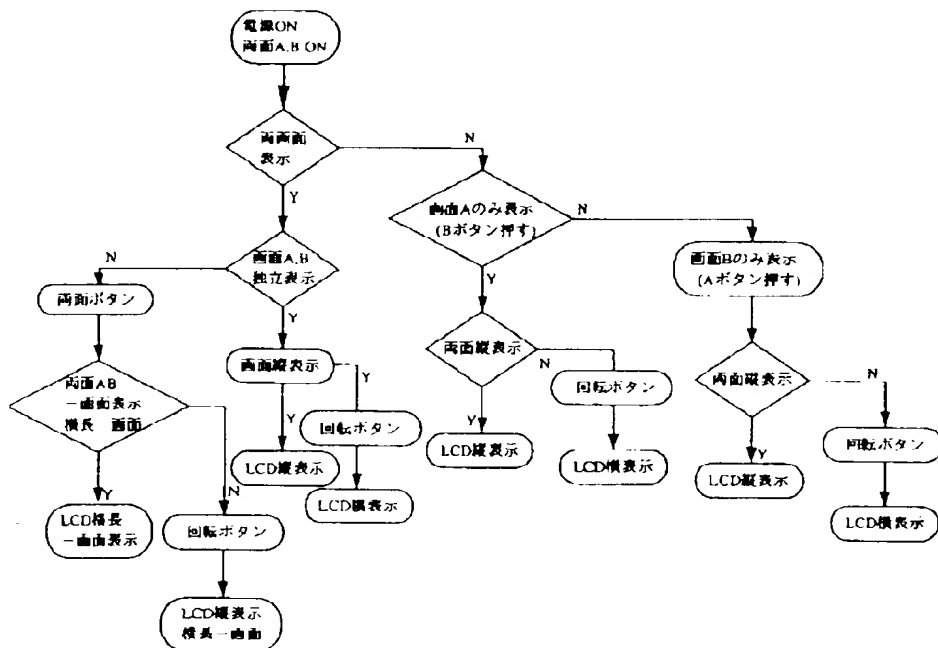 電源ON
両面A,B ON
両画面
表示
N
Y
画面Aのみ表示
(Bボタン押す)
N
Y
画面A,B
独立表示
N
Y
画面Bのみ表示
(Aボタン押す)
両面ボタン
画面縦表示
Y
Y
両面縦表示
N
Y
回転ボタン
両面縦表示
N
Y
両面AB
一画面表示
横長一画面
N
Y
回転ボタン
LCD縦表示
LCD横表示
LCD縦表示
LCD横表示
回転ボタン
LCD縦表示
LCD横表示
LCD横長
一画面表示
回転ボタン
LCD縦表示
横長一画面